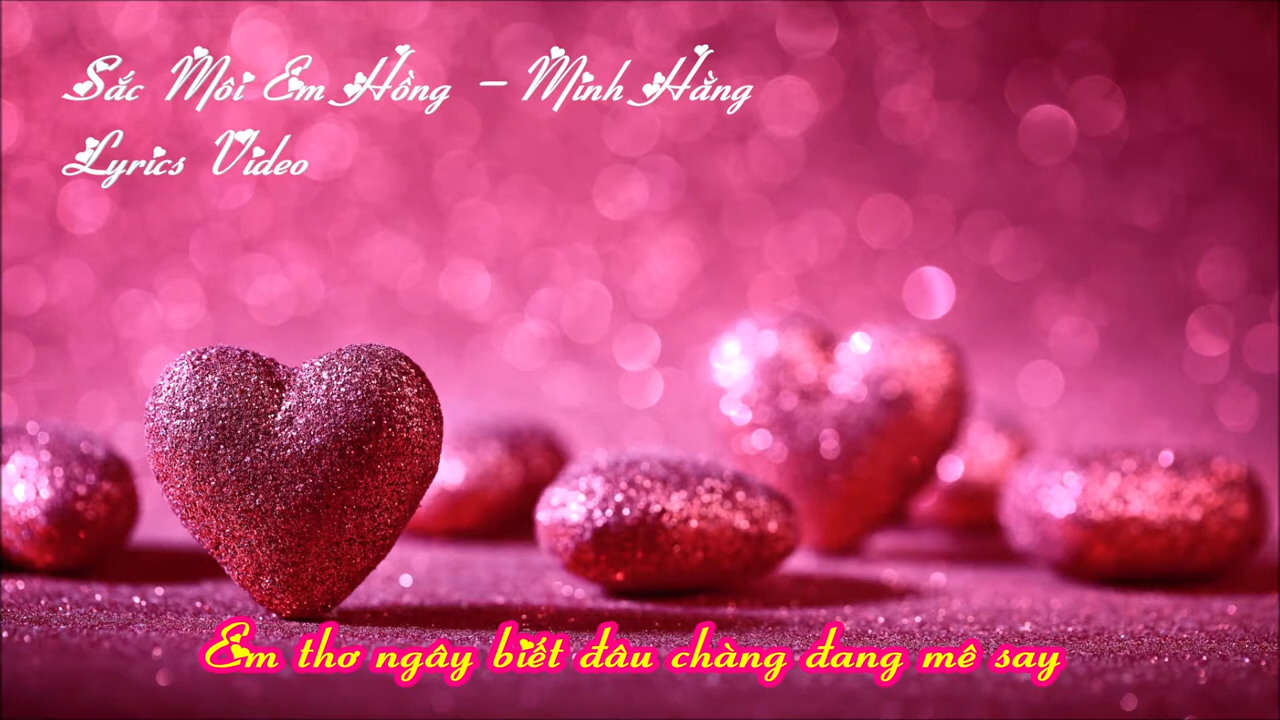 Sắc Môi Em Hồng - Minh Hằng
Lyrics Video
Em thơ ngây biết đâu chàng đang mê say